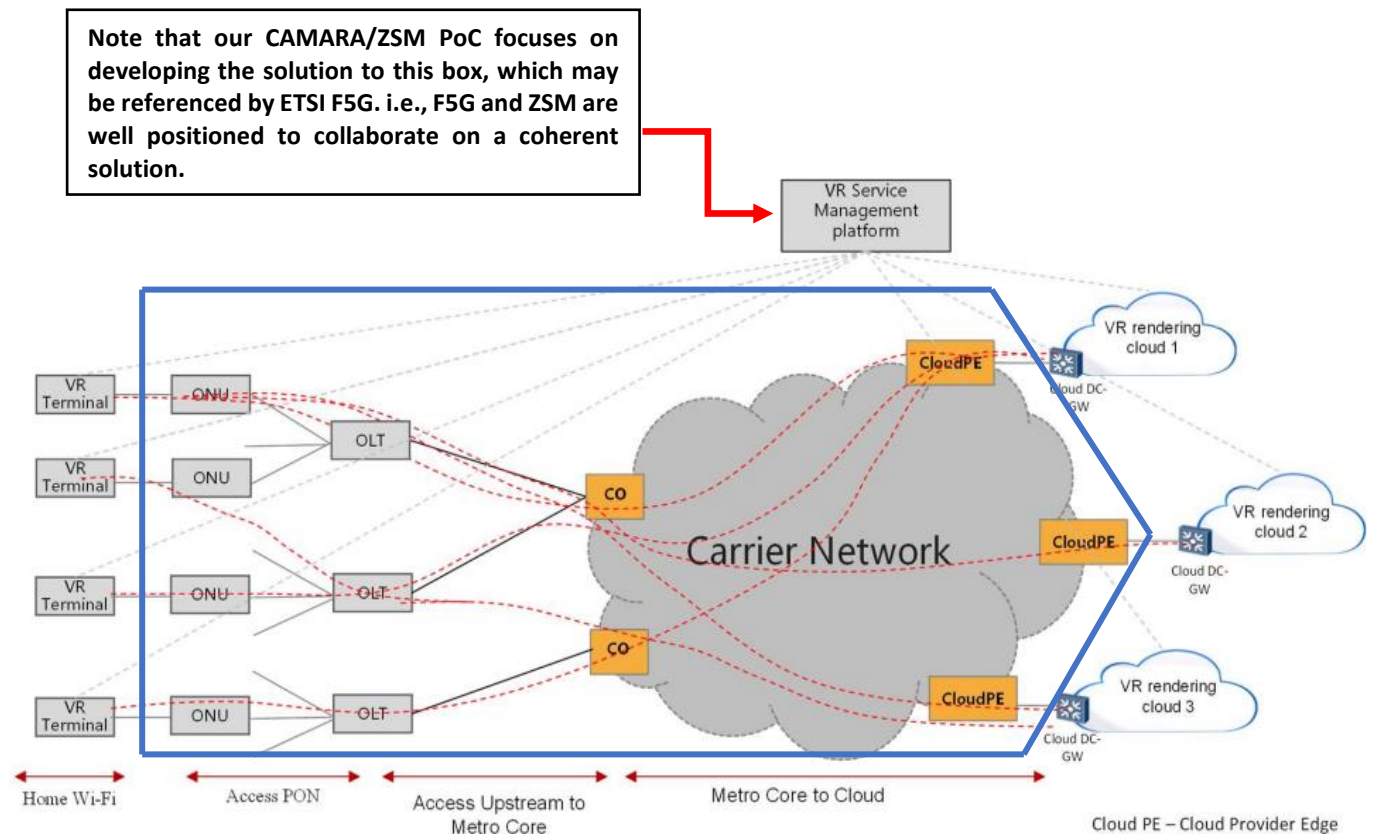 Note that our CAMARA/ZSM PoC focuses on
developing the solution to this box, which may
be referenced by ETSI F5G. i.e., F5G and ZSM are
well positioned to collaborate on a coherent
solution.
VR Service
Management
platform
VR rendering
cloud 1
CloudPE
Cloud DC-
GW
VR
Terminal
ONU
OLT
VR
Terminal
ONU
CO
VR rendering
cloud 2
Carrier Network
CloudPE
Cloud DC-
GW
VR
Terminal
ONU
OLT
CO
VR rendering
cloud 3
CloudPE
VR
Terminal
ONU
OLT
Cloud DC-
GW
Home Wi-Fi
Access PON
Access Upstream to
Metro Core
Metro Core to Cloud
Cloud PE – Cloud Provider Edge